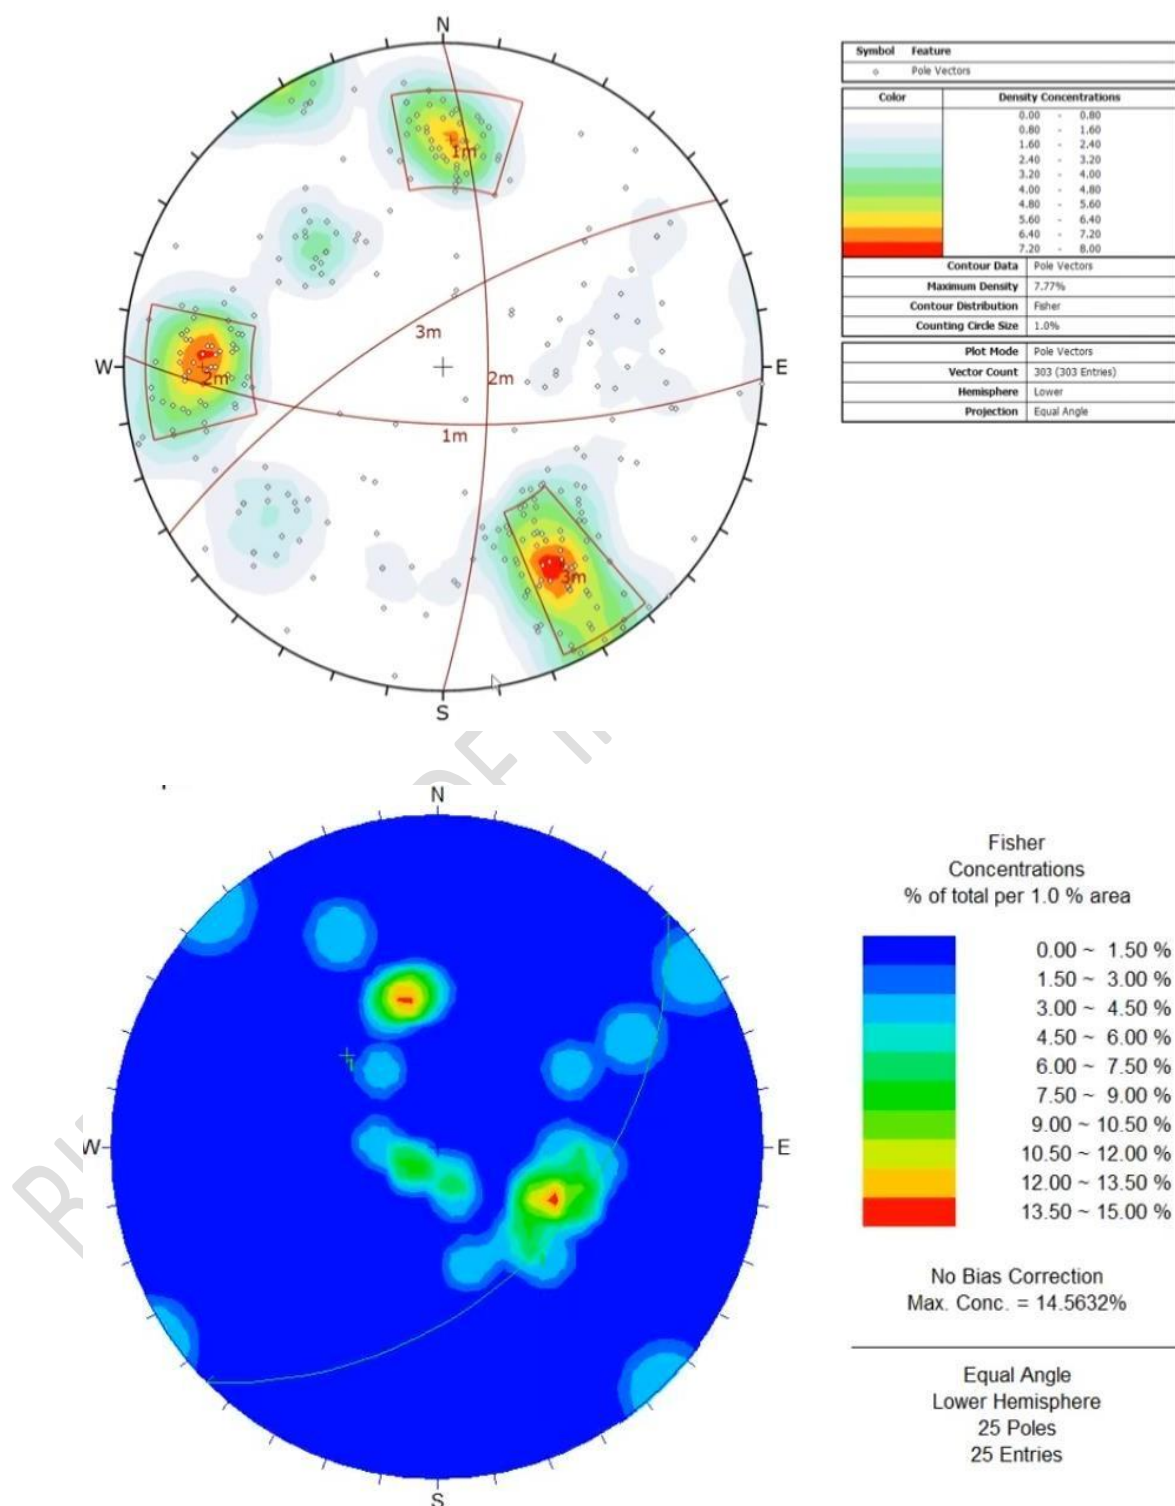 N
W
E
S
1m
2m
3m
3m
2m
1m
Symbol Feature
Pole Vectors
Color Density Concentrations
0.00 - 0.80
0.80 - 1.60
1.60 - 2.40
2.40 - 3.20
3.20 - 4.00
4.00 - 4.80
4.80 - 5.60
5.60 - 6.40
6.40 - 7.20
7.20 - 8.00
Contour Data Pole Vectors
Maximum Density 7.77%
Contour Distribution Fisher
Counting Circle Size 1.0%
Plot Mode Pole Vectors
Vector Count 303 (303 Entries)
Hemisphere Lower
Projection Equal Angle
N
W
E
S
1
Fisher
Concentrations
% of total per 1.0 % area
0.00 ~ 1.50 %
1.50 ~ 3.00 %
3.00 ~ 4.50 %
4.50 ~ 6.00 %
6.00 ~ 7.50 %
7.50 ~ 9.00 %
9.00 ~ 10.50 %
10.50 ~ 12.00 %
12.00 ~ 13.50 %
13.50 ~ 15.00 %
No Bias Correction
Max. Conc. = 14.5632%
Equal Angle
Lower Hemisphere
25 Poles
25 Entries